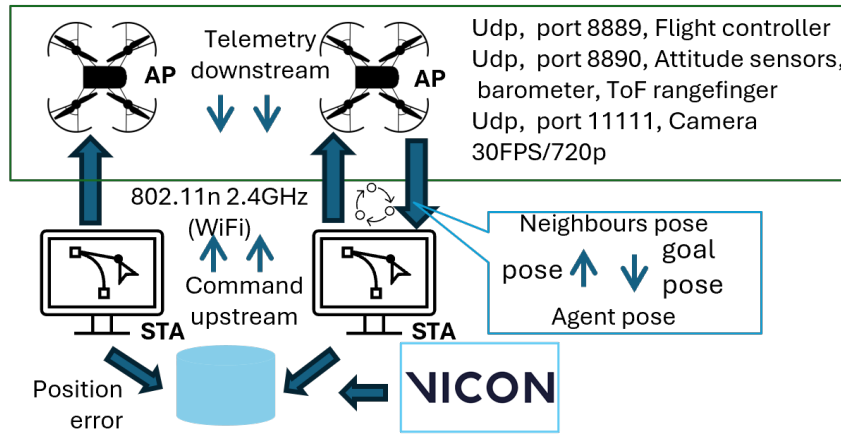 Telemetry
downstream
AP
AP
Udp, port 8889, Flight controller
Udp, port 8890, Attitude sensors,
barometer, ToF rangefinger
Udp, port 11111, Camera
30FPS/720p
802.11n 2.4GHz
(WiFi)
Command
upstream
STA
STA
Neighbours pose
pose
goal
pose
Agent pose
Position
error
VICON